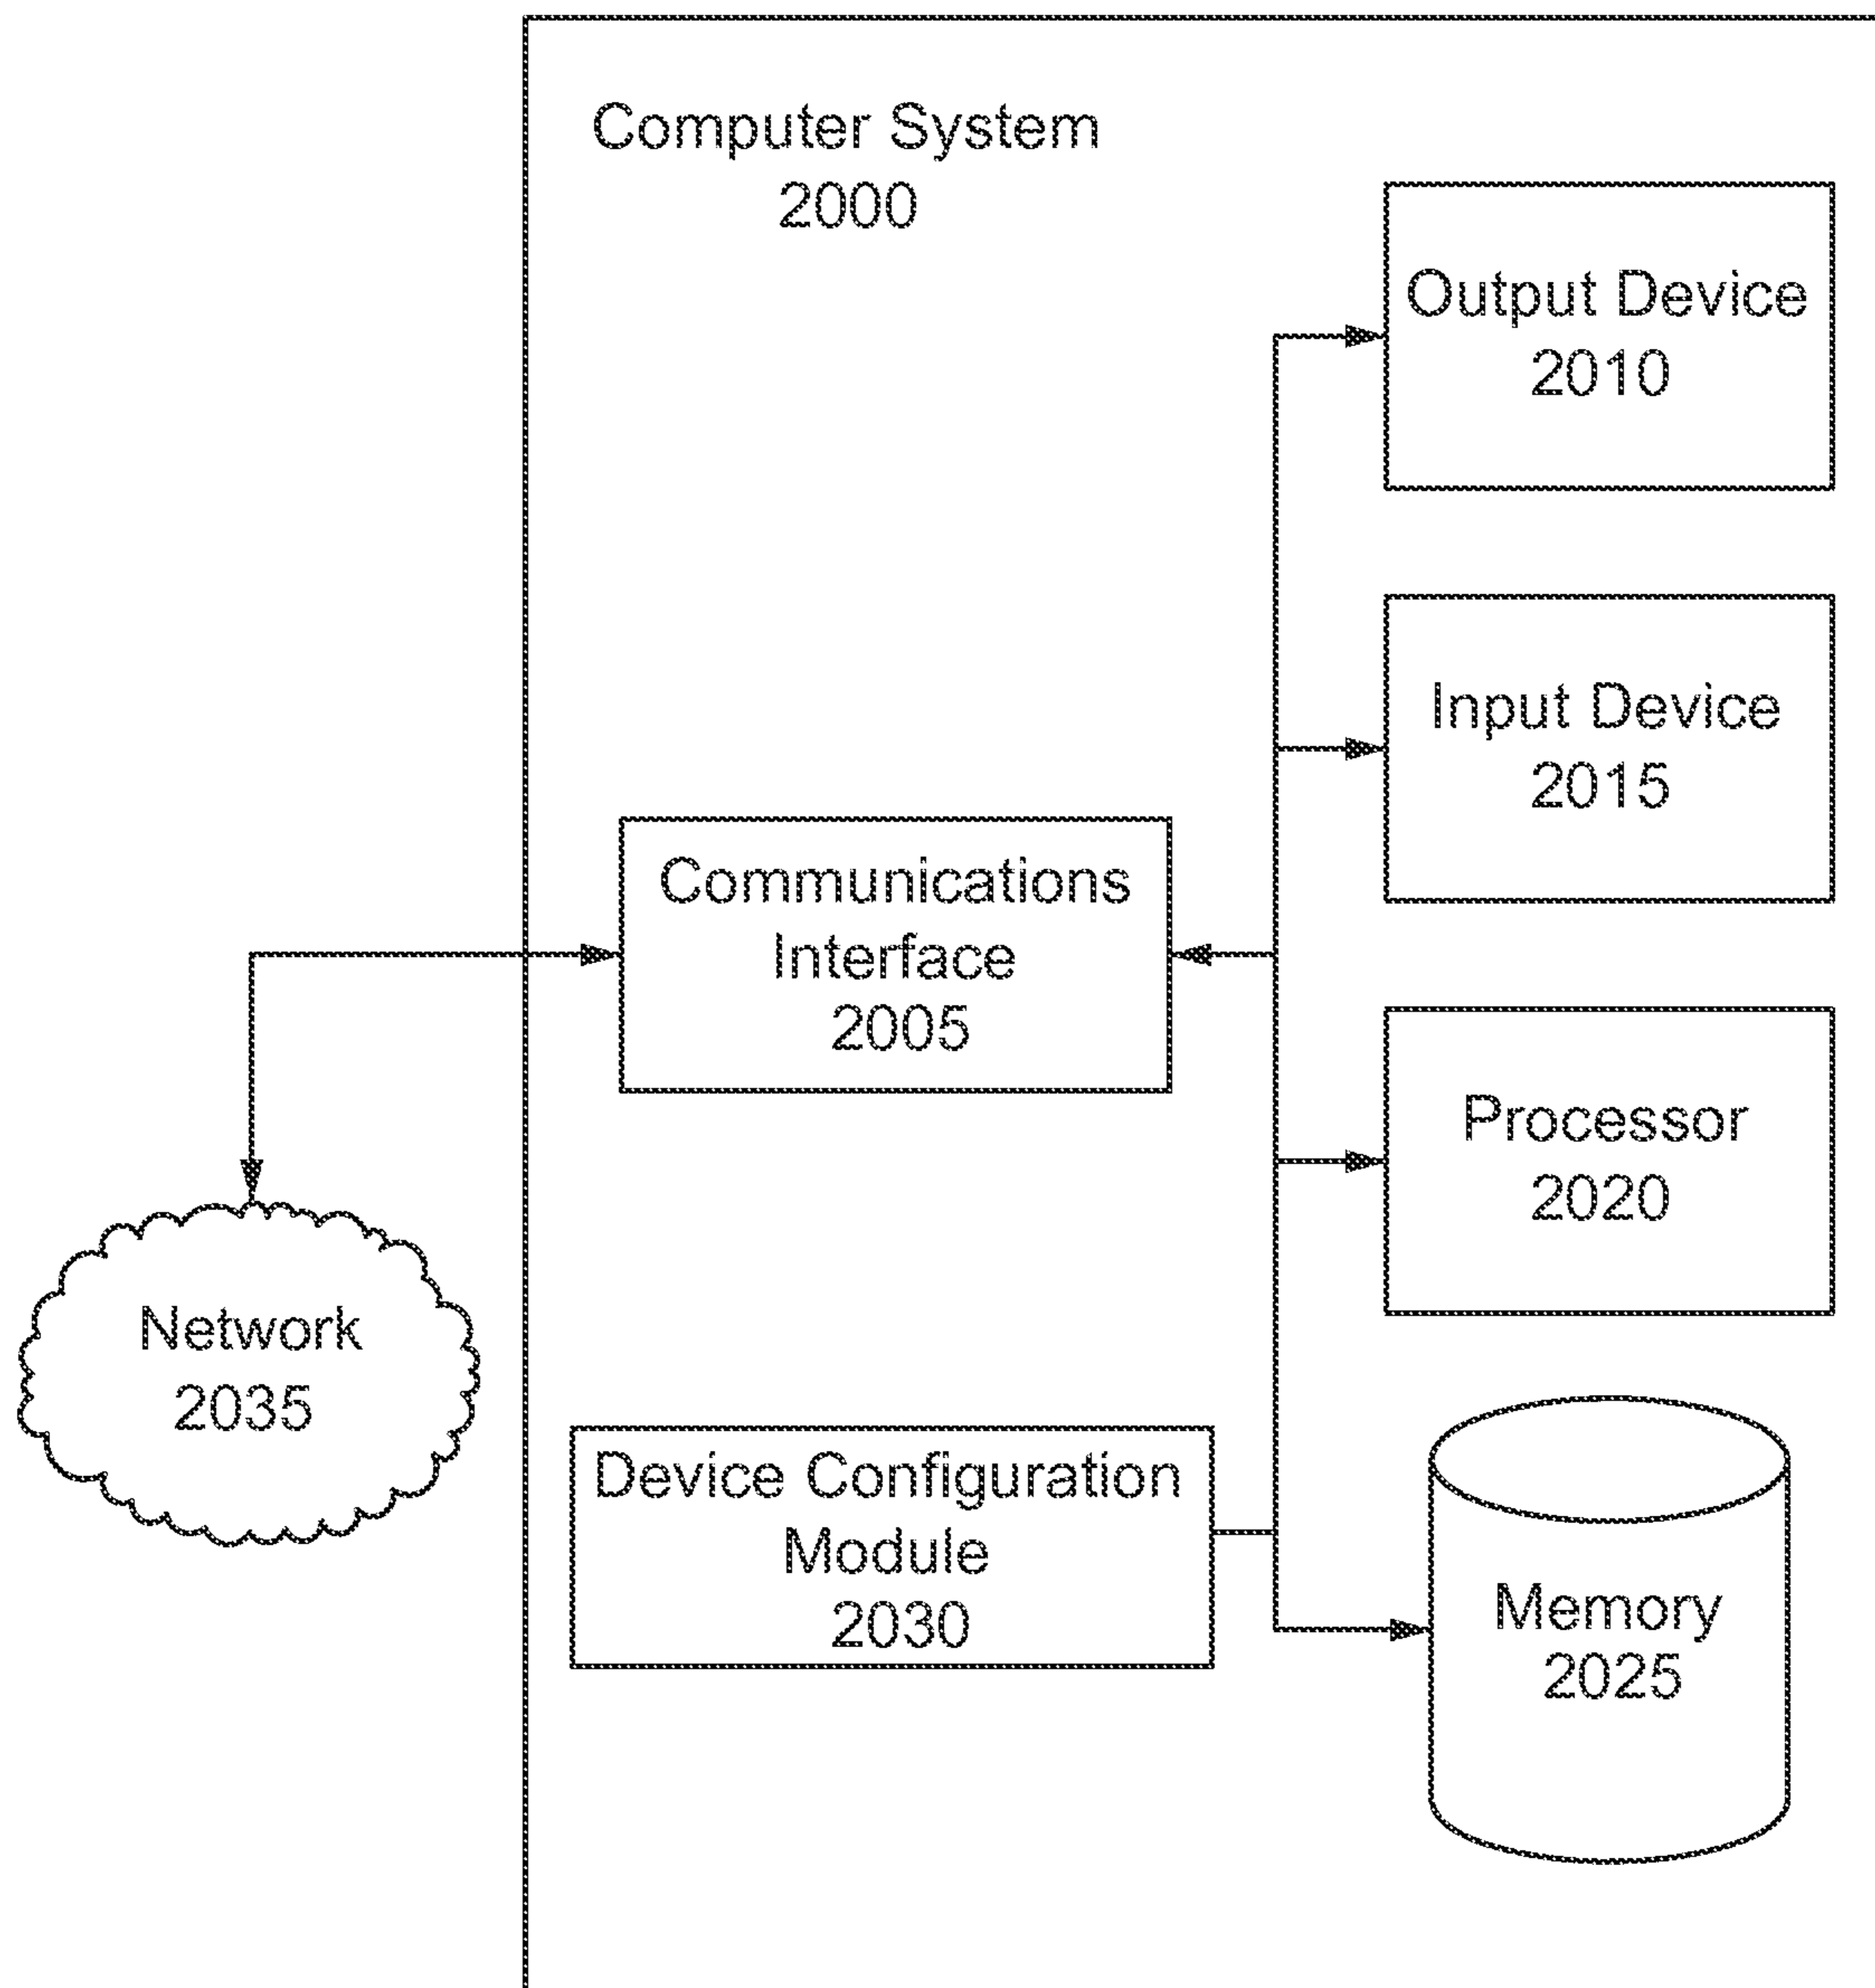 Computer System
2000
Output Device
2010
Input Device
2015
Communications
Interface
2005
Processor
2020
Network
2035
Device Configuration
Module
2030
Memory
2025